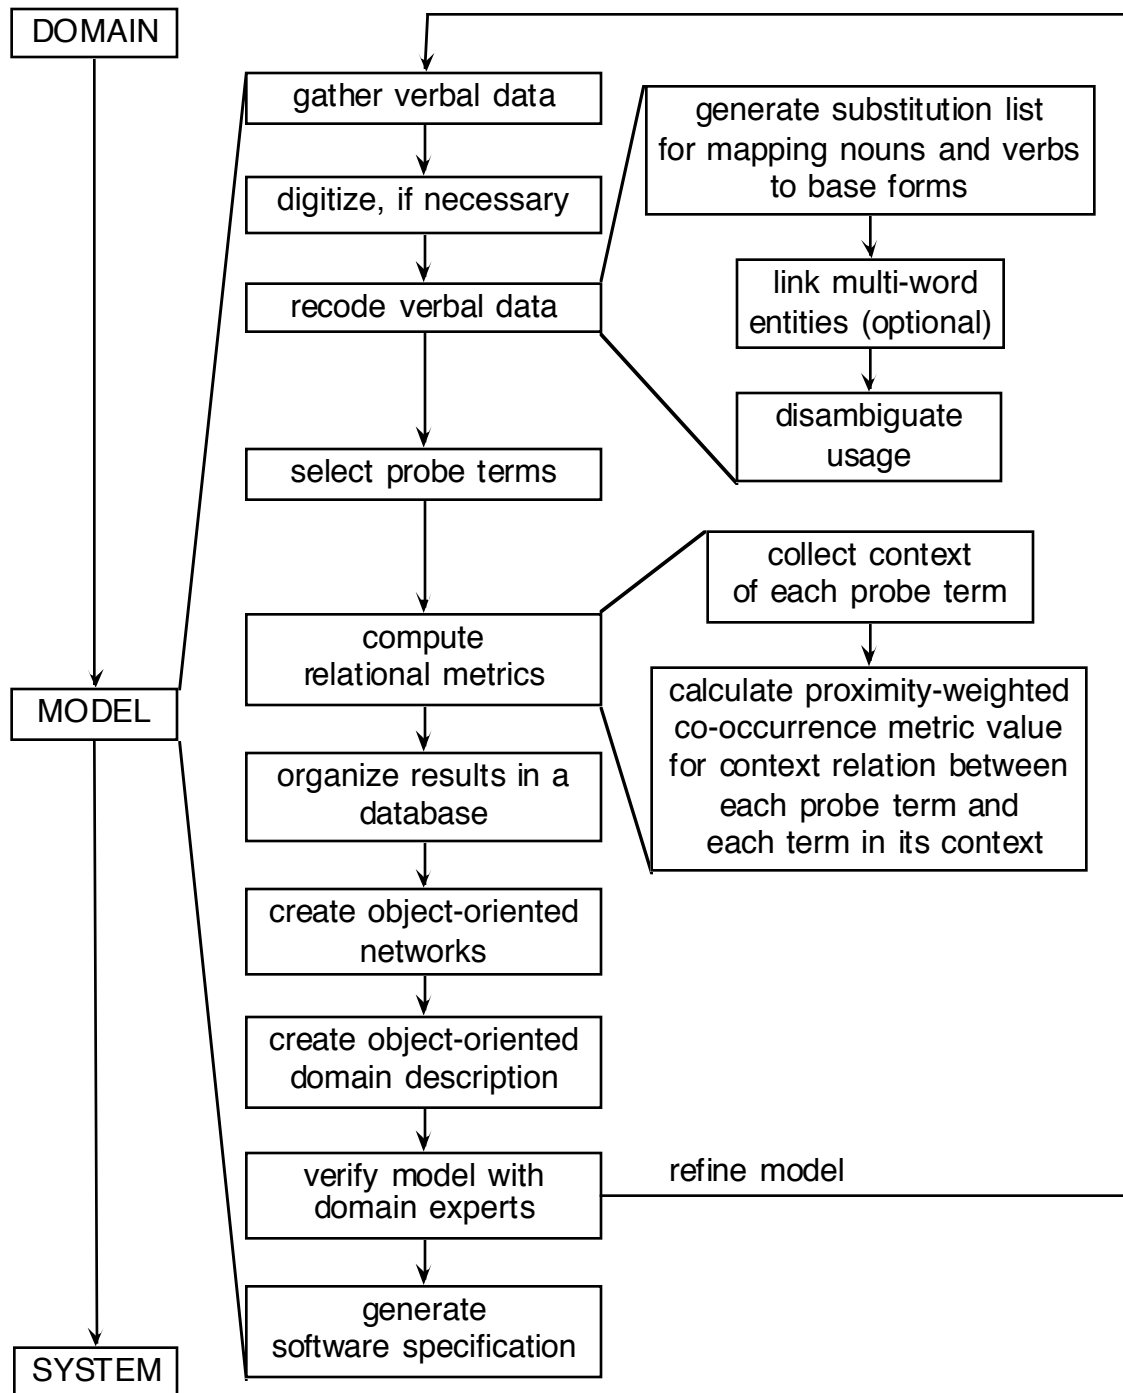 DOMAIN
gather verbal data
digitize, if necessary
recode verbal data
generate substitution list
for mapping nouns and verbs
to base forms
link multi-word
entities (optional)
disambiguate
usage
select probe terms
compute
relational metrics
collect context
of each probe term
calculate proximity-weighted
co-occurrence metric value
for context relation between
each probe term and
each term in its context
MODEL
organize results in a
database
create object-oriented
networks
create object-oriented
domain description
verify model with
domain experts
refine model
generate
software specification
SYSTEM